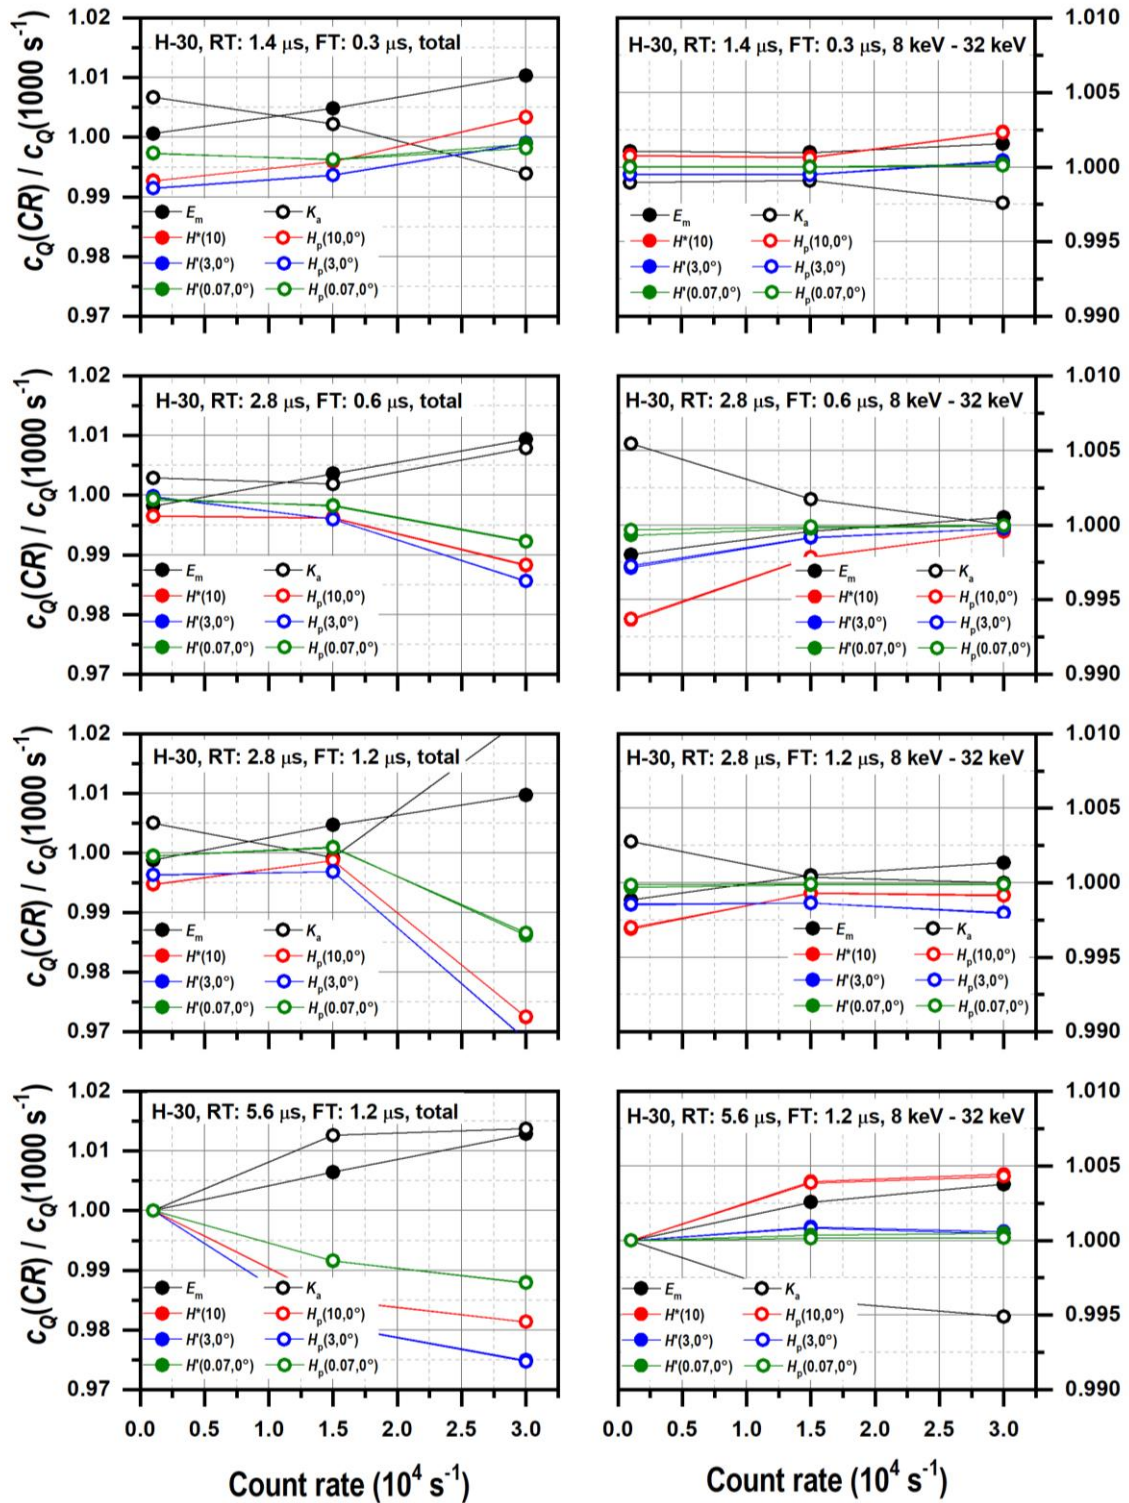 c_Q(CR) / c_Q(1000 s⁻¹)
1.02
1.01
1.00
0.99
0.98
0.97
H-30, RT: 1.4 μs, FT: 0.3 μs, total
E_m K_a
H*(10) H_p(10,0°)
H'(3,0°) H_p(3,0°)
H'(0.07,0°) H_p(0.07,0°)
H-30, RT: 1.4 μs, FT: 0.3 μs, 8 keV - 32 keV
E_m K_a
H*(10) H_p(10,0°)
H'(3,0°) H_p(3,0°)
H'(0.07,0°) H_p(0.07,0°)
1.010
1.005
1.000
0.995
0.990
c_Q(CR) / c_Q(1000 s⁻¹)
1.02
1.01
1.00
0.99
0.98
0.97
H-30, RT: 2.8 μs, FT: 0.6 μs, total
E_m K_a
H*(10) H_p(10,0°)
H'(3,0°) H_p(3,0°)
H'(0.07,0°) H_p(0.07,0°)
H-30, RT: 2.8 μs, FT: 0.6 μs, 8 keV - 32 keV
E_m K_a
H*(10) H_p(10,0°)
H'(3,0°) H_p(3,0°)
H'(0.07,0°) H_p(0.07,0°)
1.010
1.005
1.000
0.995
0.990
c_Q(CR) / c_Q(1000 s⁻¹)
1.02
1.01
1.00
0.99
0.98
0.97
H-30, RT: 2.8 μs, FT: 1.2 μs, total
E_m K_a
H*(10) H_p(10,0°)
H'(3,0°) H_p(3,0°)
H'(0.07,0°) H_p(0.07,0°)
H-30, RT: 2.8 μs, FT: 1.2 μs, 8 keV - 32 keV
E_m K_a
H*(10) H_p(10,0°)
H'(3,0°) H_p(3,0°)
H'(0.07,0°) H_p(0.07,0°)
1.010
1.005
1.000
0.995
0.990
c_Q(CR) / c_Q(1000 s⁻¹)
1.02
1.01
1.00
0.99
0.98
0.97
H-30, RT: 5.6 μs, FT: 1.2 μs, total
E_m K_a
H*(10) H_p(10,0°)
H'(3,0°) H_p(3,0°)
H'(0.07,0°) H_p(0.07,0°)
H-30, RT: 5.6 μs, FT: 1.2 μs, 8 keV - 32 keV
E_m K_a
H*(10) H_p(10,0°)
H'(3,0°) H_p(3,0°)
H'(0.07,0°) H_p(0.07,0°)
1.010
1.005
1.000
0.995
0.990
0.0 0.5 1.0 1.5 2.0 2.5 3.0
0.0 0.5 1.0 1.5 2.0 2.5 3.0
Count rate (10⁴ s⁻¹)
Count rate (10⁴ s⁻¹)